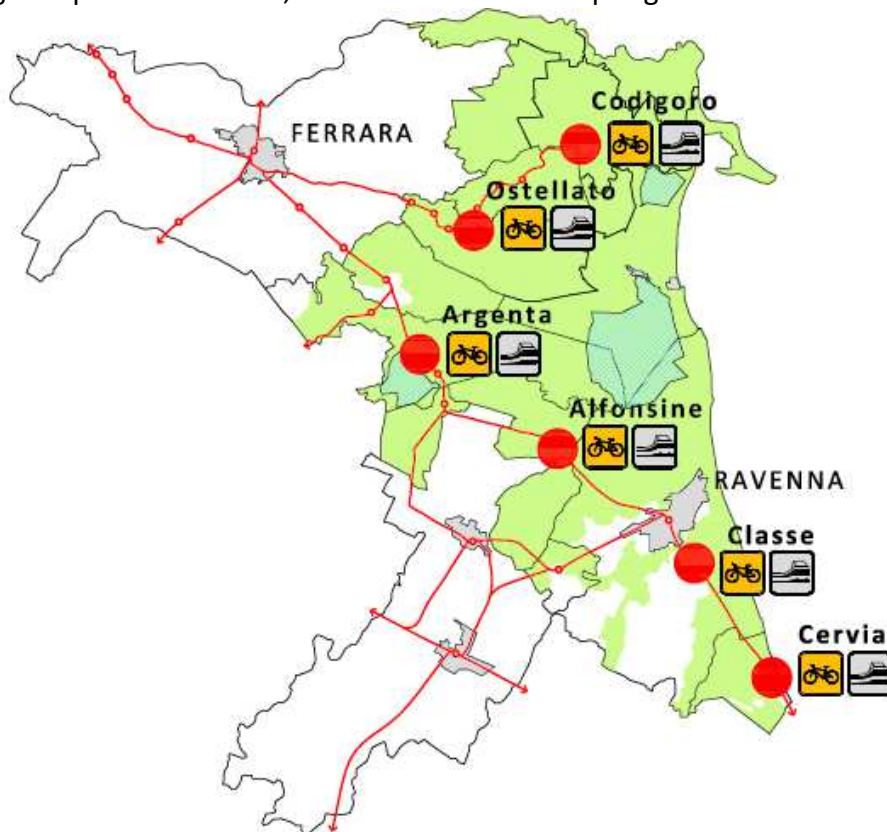 Codigoro
FERRARA
Ostellato
Argenta
Alfonsine
RAVENNA
Classe
Cervia